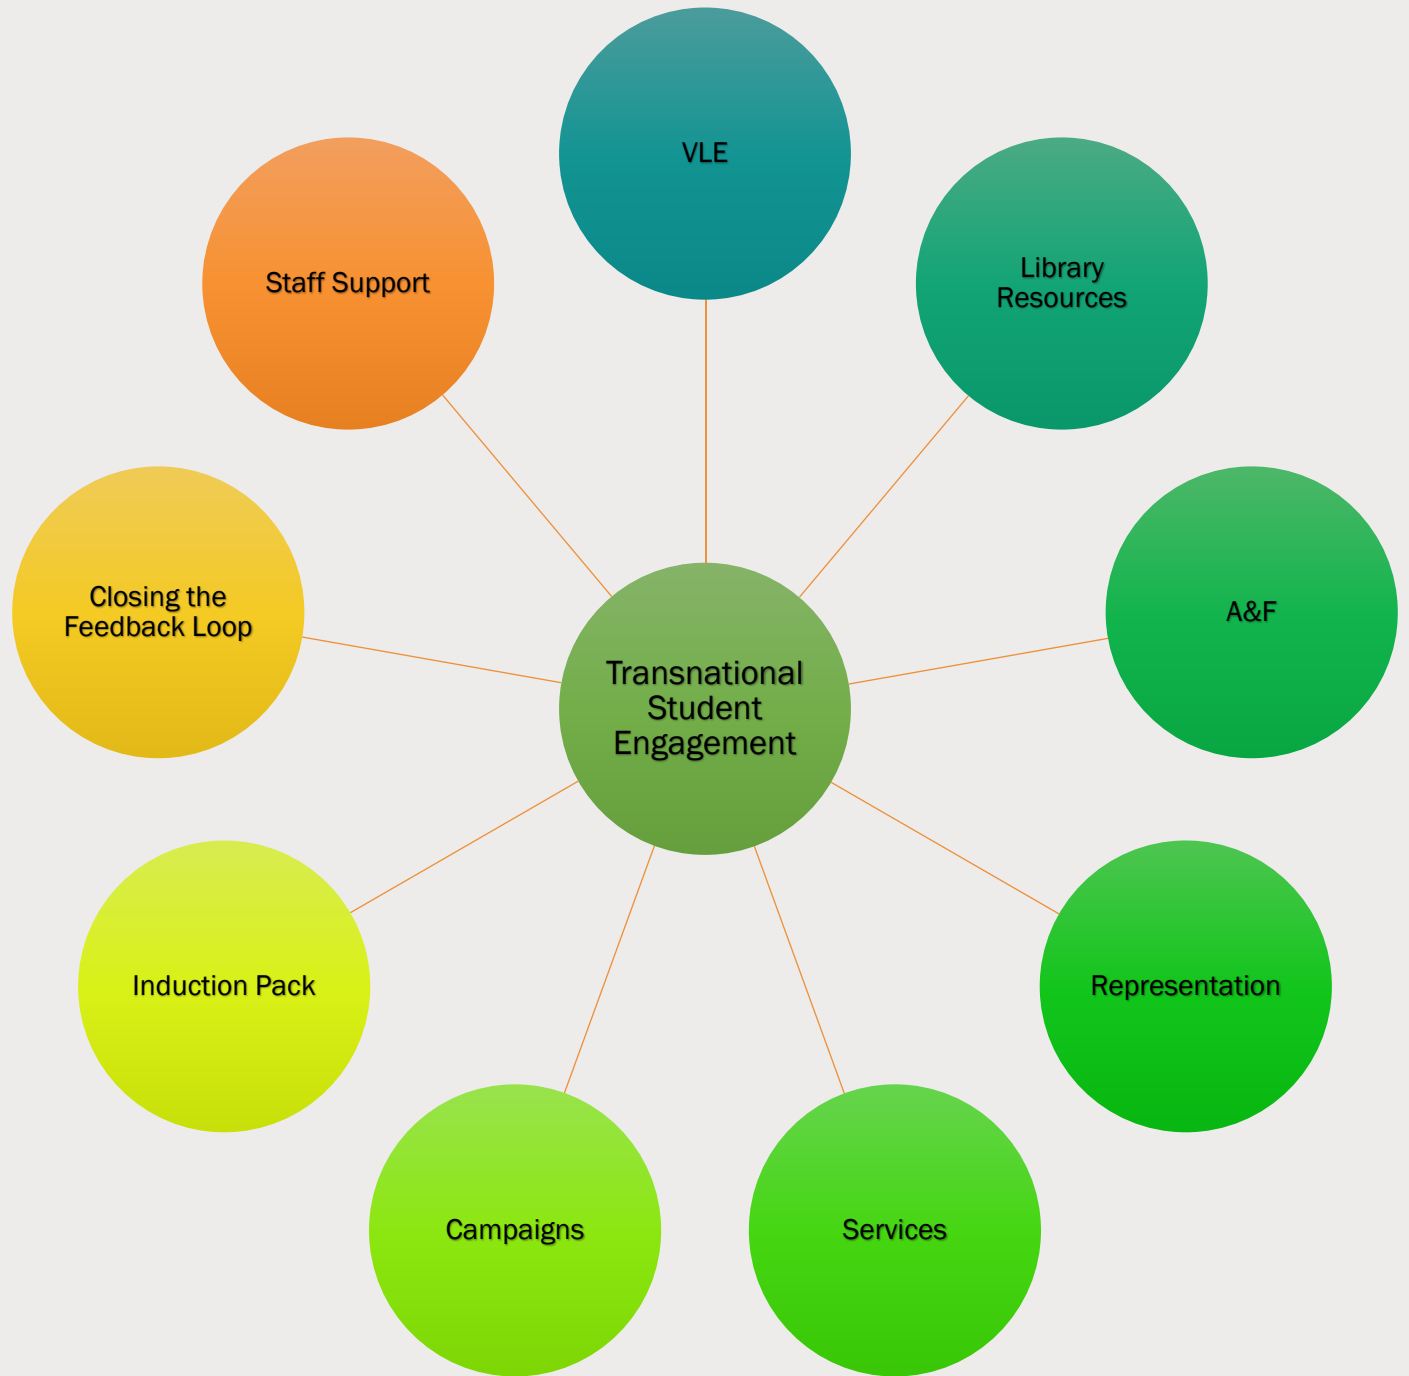 VLE
Staff Support
Library
Resources
Closing the
Feedback Loop
A&F
Transnational
Student
Engagement
Induction Pack
Representation
Campaigns
Services